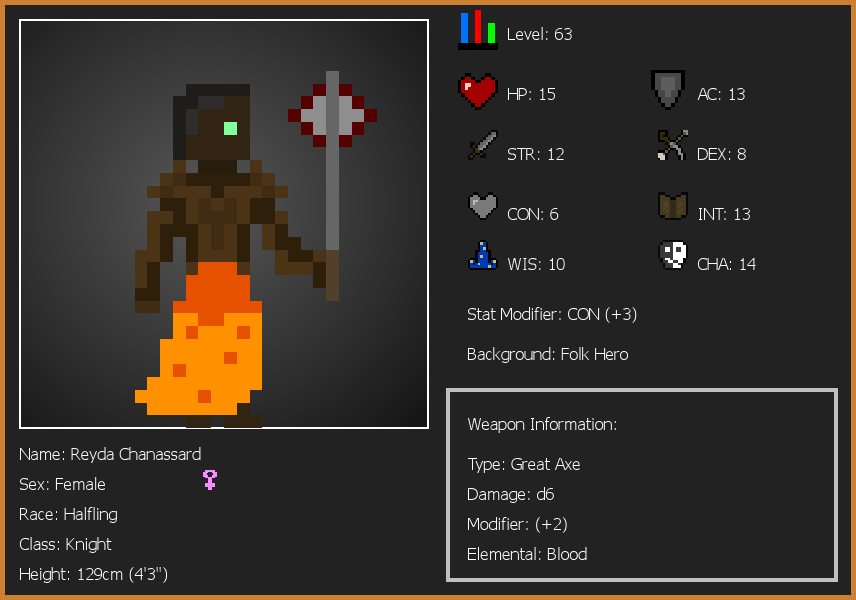 Level: 63
HP: 15
AC: 13
STR: 12
DEX: 8
CON: 6
INT: 13
WIS: 10
CHA: 14
Stat Modifier: CON (+3)
Background: Folk Hero
Weapon Information:
Type: Great Axe
Damage: d6
Modifier: (+2)
Elemental: Blood
Name: Reyda Chanassard
Sex: Female
Race: Halfling
Class: Knight
Height: 129cm (4'3")